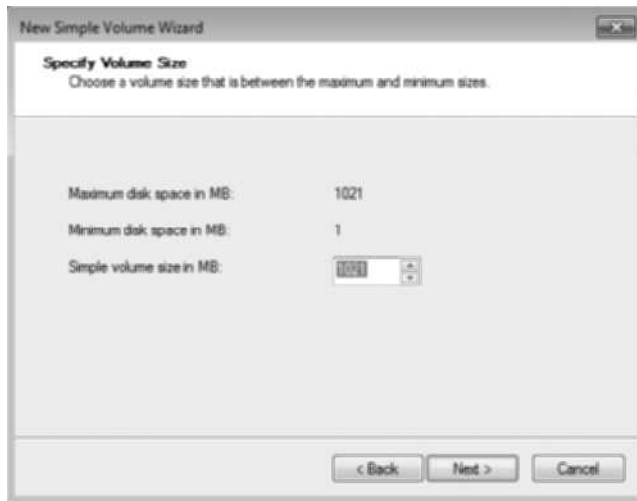 New Simple Volume Wizard
Specify Volume Size
Choose a volume size that is between the maximum and minimum sizes.
Maximum disk space in MB: 1021
Minimum disk space in MB: 1
Simple volume size in MB: 1021
< Back Next > Cancel